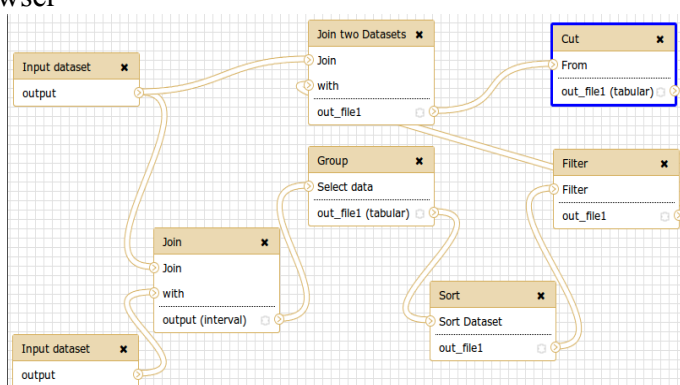 wser
Join two Datasets ×
Join
with
out_file1
Cut ×
From
out_file1 (tabular)
Input dataset ×
output
Group ×
Select data
out_file1 (tabular)
Filter ×
Filter
out_file1
Join ×
Join
with
output (interval)
Sort ×
Sort Dataset
out_file1
Input dataset ×
output